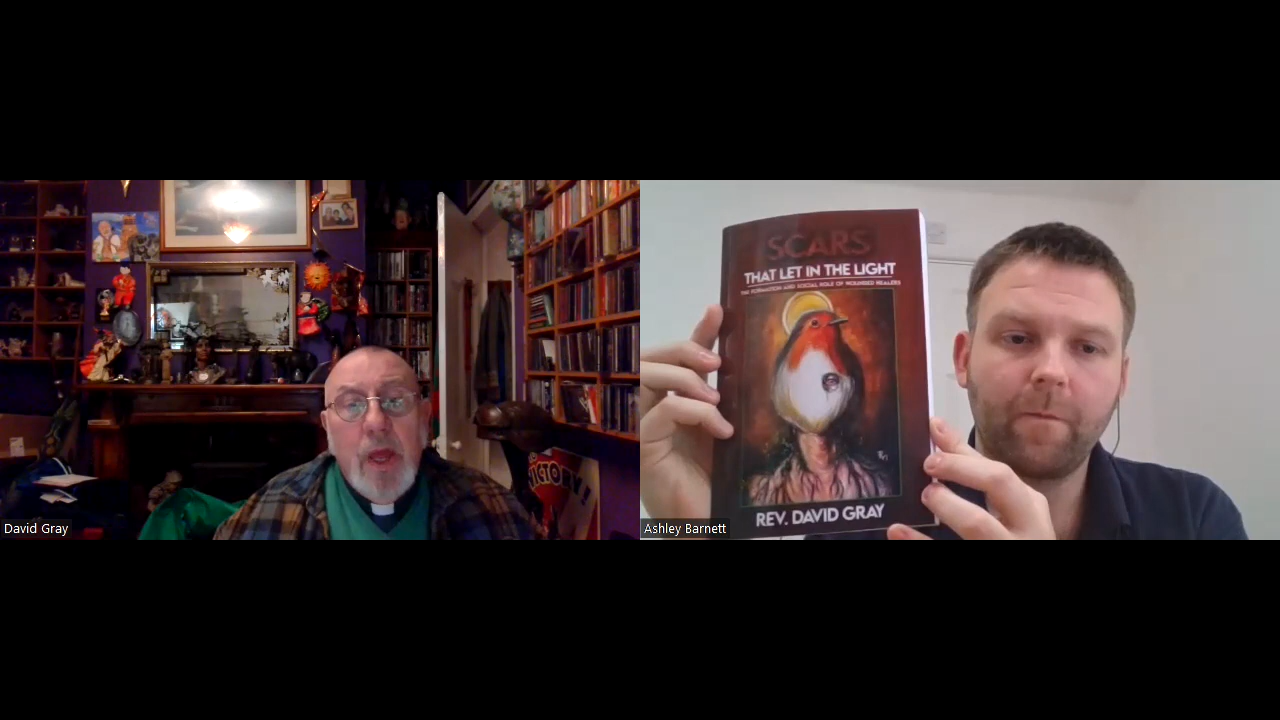 VICTORY!
David Gray
SCARS
THAT LET IN THE LIGHT
THE FORMATION AND SOCIAL ROLE OF WOUNDED HEALERS
REV. DAVID GRAY
Ashley Barnett